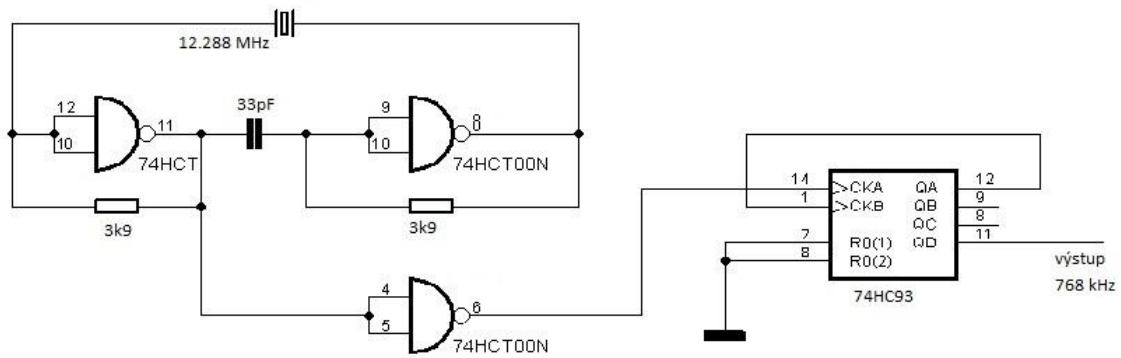 12.288 MHz
33pF
12
10
11
74HCT
9
10
8
74HCT00N
3k9
3k9
4
5
6
74HCT00N
14
1
7
8
CKA
CKB
R0(1)
R0(2)
QA
QB
QC
QD
12
9
8
11
74HC93
výstup
768 kHz